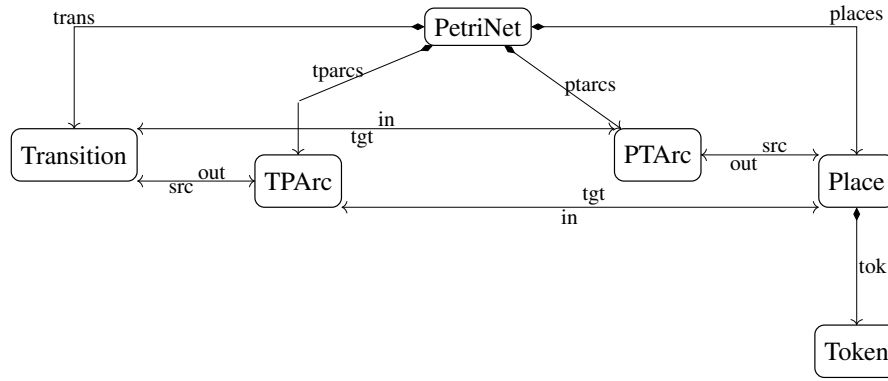 trans
PetriNet
places
tparcs
ptarcs
in
tgt
Transition
PTArc
src
out
out
src
TPArc
Place
tgt
in
tok
Token